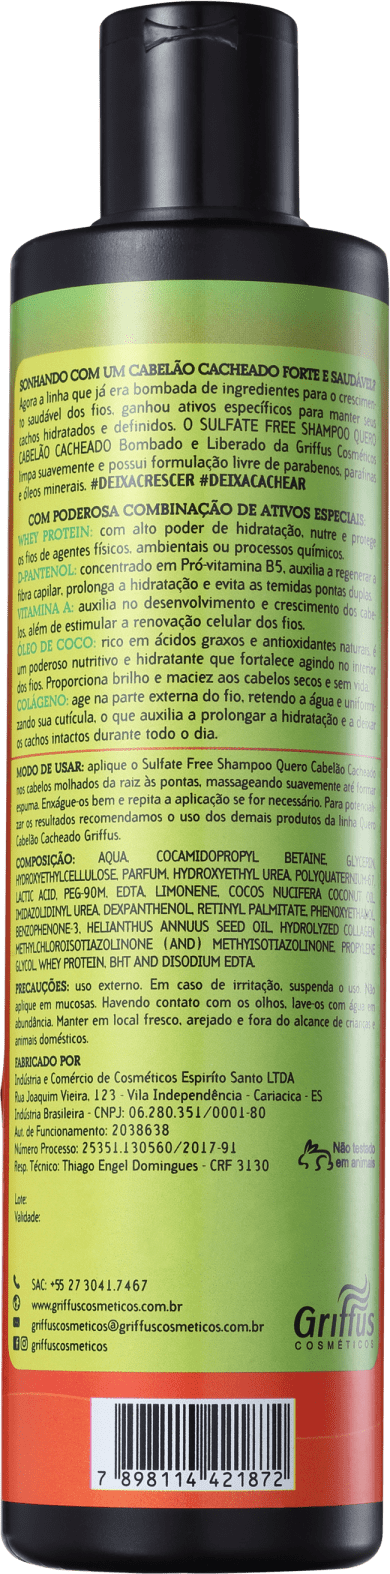 SONHANDO COM UM CABELÃO CACHEADO FORTE E SAUDÁVEL?
Agora a linha que já era bombada de ingredientes para o crescimen-
to saudável dos fios, ganhou ativos específicos para manter seus
cachos hidratados e definidos. O SULFATE FREE SHAMPOO QUERO
CABELÃO CACHEADO Bombado e Liberado da Griffus Cosméticos
limpa suavemente e possui formulação livre de parabenos, parafinas
e óleos minerais. #DEIXACRESCER #DEIXACACHEAR
COM PODEROSA COMBINAÇÃO DE ATIVOS ESPECIAIS:
WHEY PROTEIN: com alto poder de hidratação, nutre e protege
os fios de agentes físicos, ambientais ou processos químicos.
D-PANTENOL: concentrado em Pró-vitamina B5, auxilia a regenerar a
fibra capilar, prolonga a hidratação e evita as temidas pontas duplas.
VITAMINA A: auxilia no desenvolvimento e crescimento dos cabe-
los, além de estimular a renovação celular dos fios.
ÓLEO DE COCO: rico em ácidos graxos e antioxidantes naturais, é
um poderoso nutritivo e hidratante que fortalece agindo no interior
dos fios. Proporciona brilho e maciez aos cabelos secos e sem vida.
COLÁGENO: age na parte externa do fio, retendo a água e uniformi-
zando sua cutícula, o que auxilia a prolongar a hidratação e a deixar
os cachos intactos durante todo o dia.
MODO DE USAR: aplique o Sulfate Free Shampoo Quero Cabelão Cacheado
nos cabelos molhados da raiz às pontas, massageando suavemente até formar
espuma. Enxágue-os bem e repita a aplicação se for necessário. Para potenciali-
zar os resultados recomendamos o uso dos demais produtos da linha Quero
Cabelão Cacheado Griffus.
COMPOSIÇÃO: AQUA, COCAMIDOPROPYL BETAINE, GLYCERIN,
HYDROXYETHYLCELLULOSE, PARFUM, HYDROXYETHYL UREA, POLYQUATERNIUM-67,
LACTIC ACID, PEG-90M, EDTA, LIMONENE, COCOS NUCIFERA COCONUT OIL,
IMIDAZOLIDINYL UREA, DEXPANTHENOL, RETINYL PALMITATE, PHENOXYETHANOL,
BENZOPHENONE-3, HELIANTHUS ANNUUS SEED OIL, HYDROLYZED COLLAGEN,
METHYLCHLOROISOTIAZOLINONE (AND) METHYISOTIAZOLINONE, PROPYLENE
GLYCOL, WHEY PROTEIN, BHT AND DISODIUM EDTA.
PRECAUÇÕES: uso externo. Em caso de irritação, suspenda o uso. Não
aplique em mucosas. Havendo contato com os olhos, lave-os com água em
abundância. Manter em local fresco, arejado e fora do alcance de crianças e
animais domésticos.
FABRICADO POR
Indústria e Comércio de Cosméticos Espirito Santo LTDA
Rua Joaquim Vieira, 123 - Vila Independência - Cariacica - ES
Indústria Brasileira - CNPJ: 06.280.351/0001-80
Aut. de Funcionamento: 2038638
Número Processo: 25351.130560/2017-91
Resp. Técnico: Thiago Engel Domingues - CRF 3130
Não testado
em animais
Lote:
Validade:
SAC: +55 27 3041.7467
www.griffuscosmeticos.com.br
griffuscosmeticos@griffuscosmeticos.com.br
griffuscosmeticos
Griffus
COSMÉTICOS
7 898114 421872